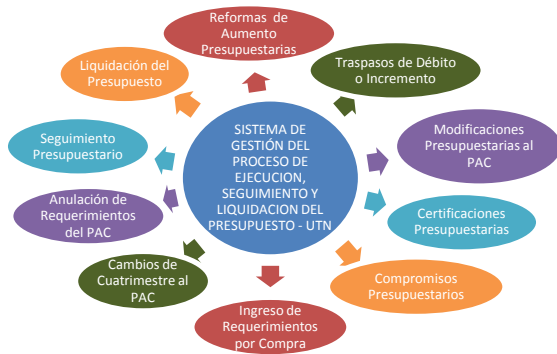 Reformas de
Aumento
Presupuestarias
Traspasos de Débito
o Incremento
Modificaciones
Presupuestarias al
PAC
Certificaciones
Presupuestarias
Compromisos
Presupuestarios
Ingreso de
Requerimientos
por Compra
Cambios de
Cuatrimestre al
PAC
Anulación de
Requerimientos
del PAC
Seguimiento
Presupuestario
Liquidación del
Presupuesto
SISTEMA DE
GESTIÓN DEL
PROCESO DE
EJECUCION,
SEGUIMIENTO Y
LIQUIDACION DEL
PRESUPUESTO - UTN